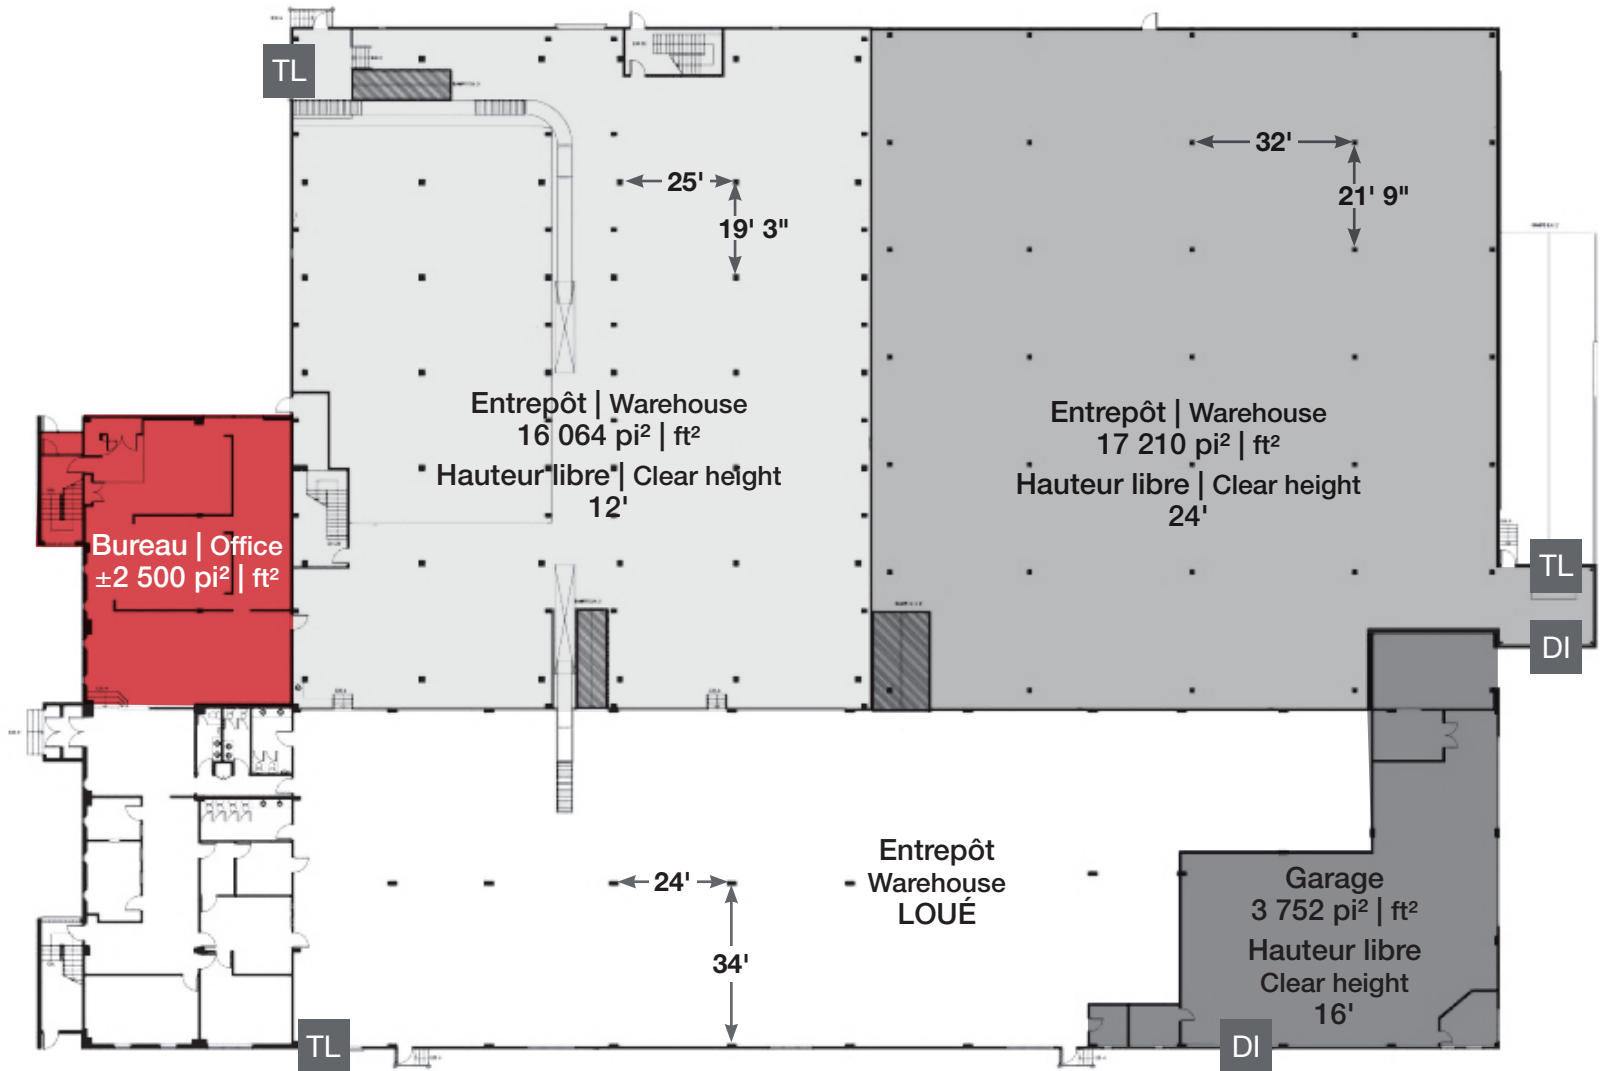 TL
32'
25'
21' 9"
19' 3"
Entrepôt | Warehouse
16 064 pi² | ft²
Hauteur libre | Clear height
12'
Entrepôt | Warehouse
17 210 pi² | ft²
Hauteur libre | Clear height
24'
Bureau | Office
±2 500 pi² | ft²
TL
DI
Entrepôt
Warehouse
LOUÉ
24'
34'
Garage
3 752 pi² | ft²
Hauteur libre
Clear height
16'
TL
DI